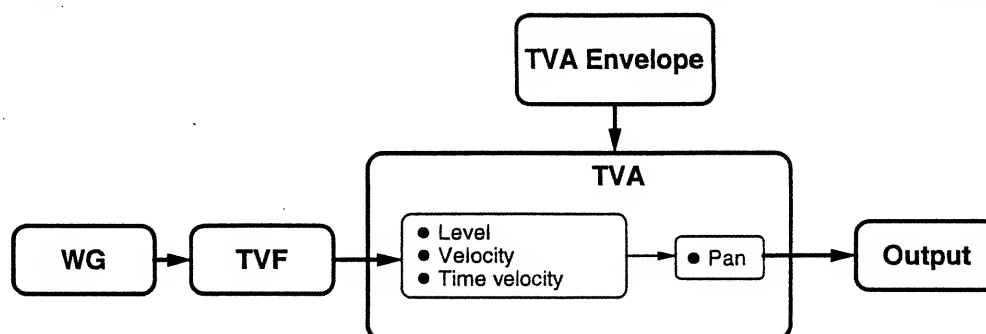 TVA Envelope
TVA
WG
TVF
● Level
● Velocity
● Time velocity
● Pan
Output